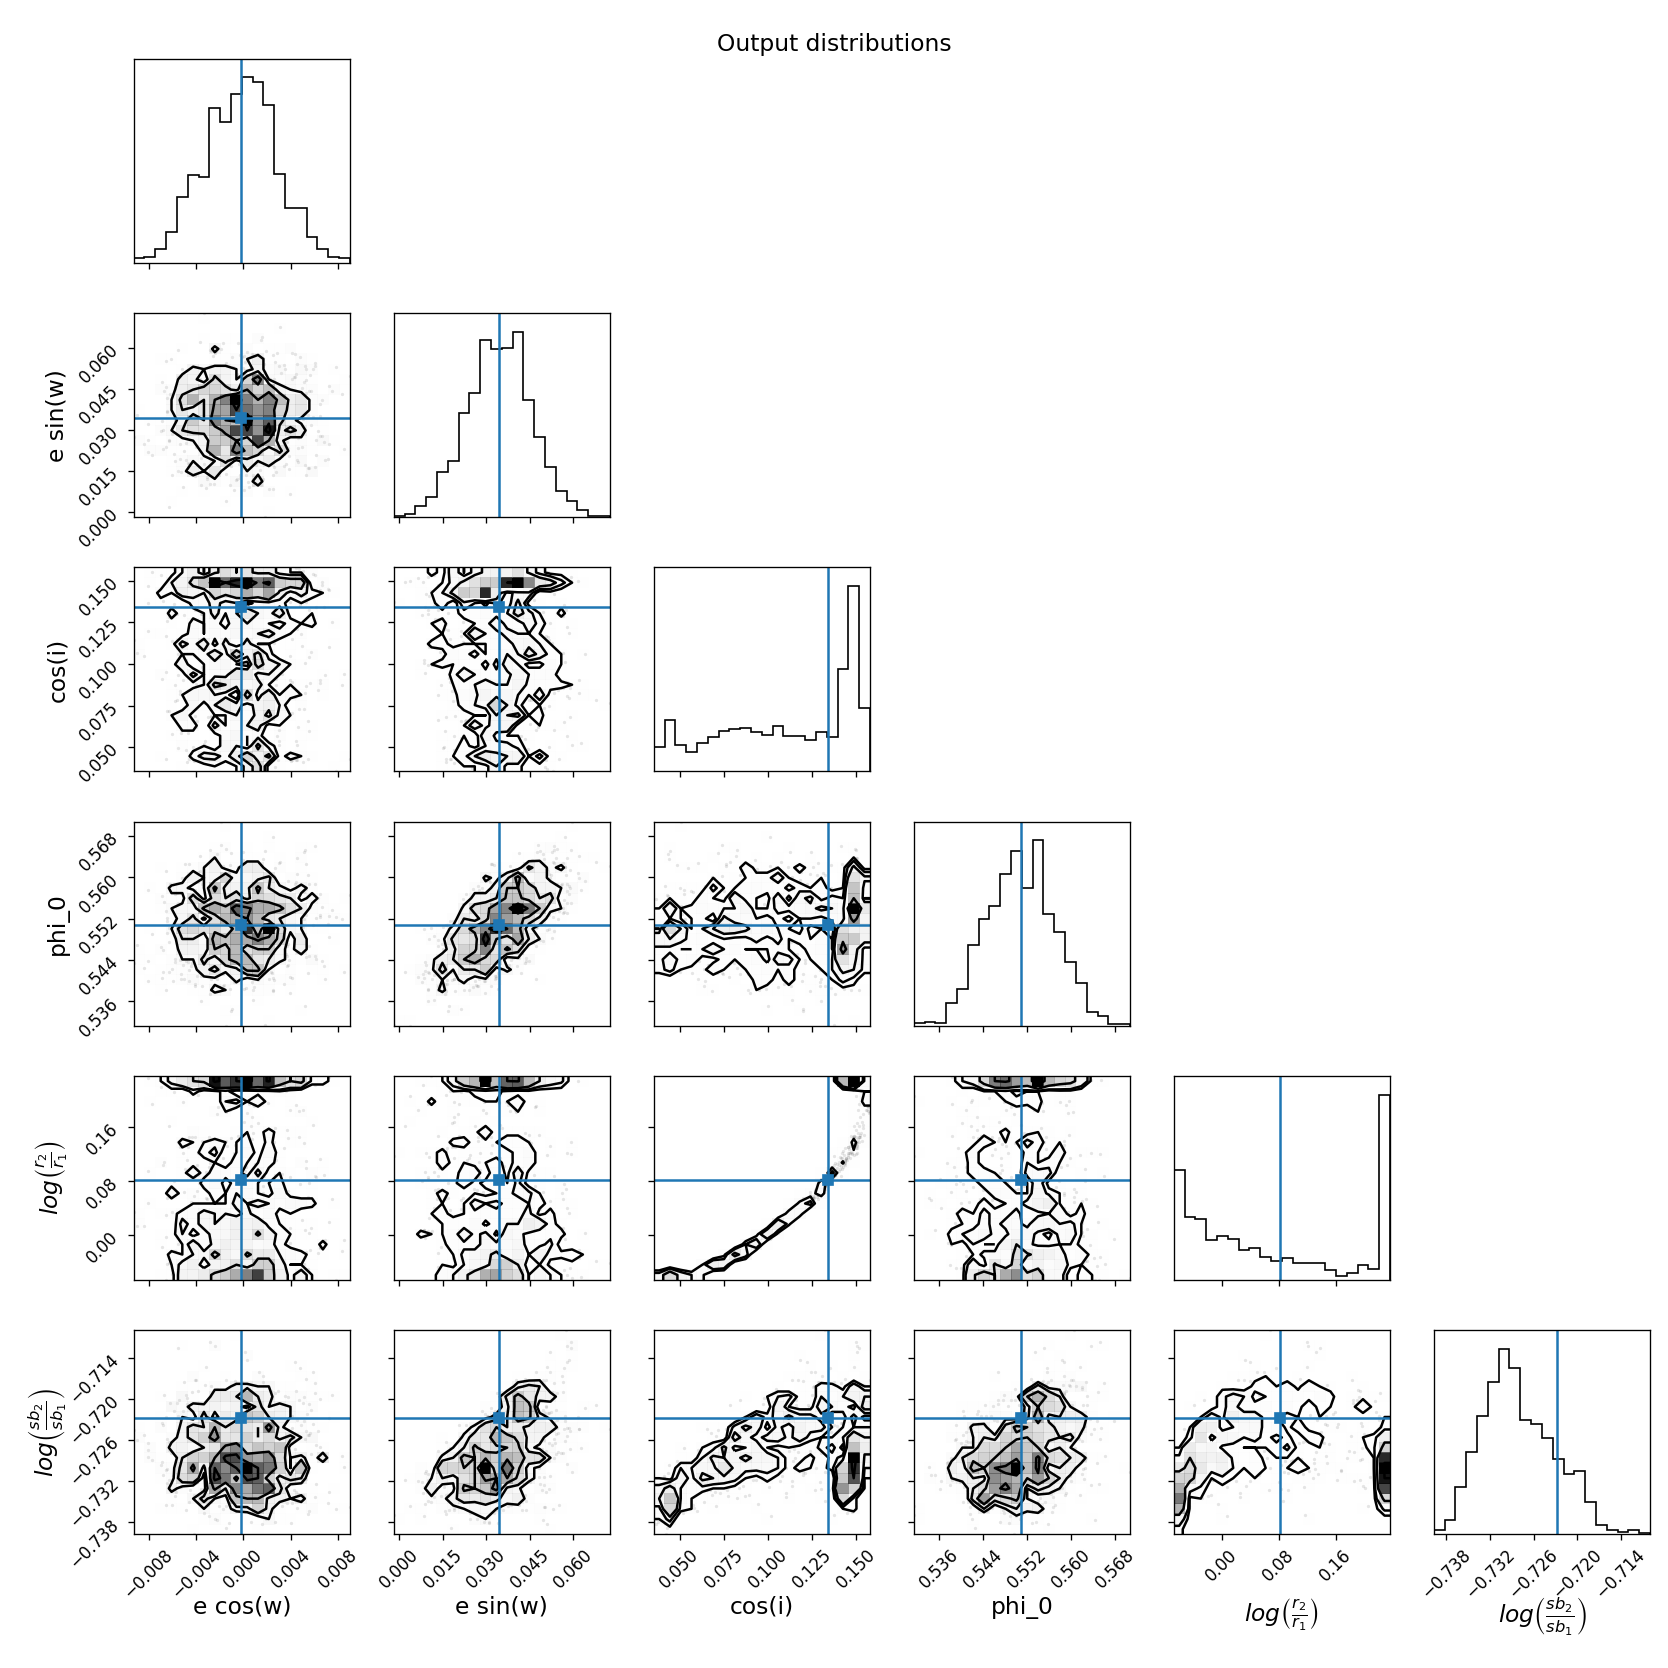 Output distributions
e sin(w)
0.060
0.045
0.030
0.015
0.000
cos(i)
0.150
0.125
0.100
0.075
0.050
phi_0
0.568
0.560
0.552
0.544
0.536
log(r₂/r₁)
0.16
0.08
0.00
log(sb₂/sb₁)
−0.714
−0.720
−0.726
−0.732
−0.738
−0.008 −0.004 0.000 0.004 0.008
0.000 0.015 0.030 0.045 0.060
0.050 0.075 0.100 0.125 0.150
0.536 0.544 0.552 0.560 0.568
0.00 0.08 0.16
−0.738 −0.732 −0.726 −0.720 −0.714
e cos(w)
e sin(w)
cos(i)
phi_0
log(r₂/r₁)
log(sb₂/sb₁)